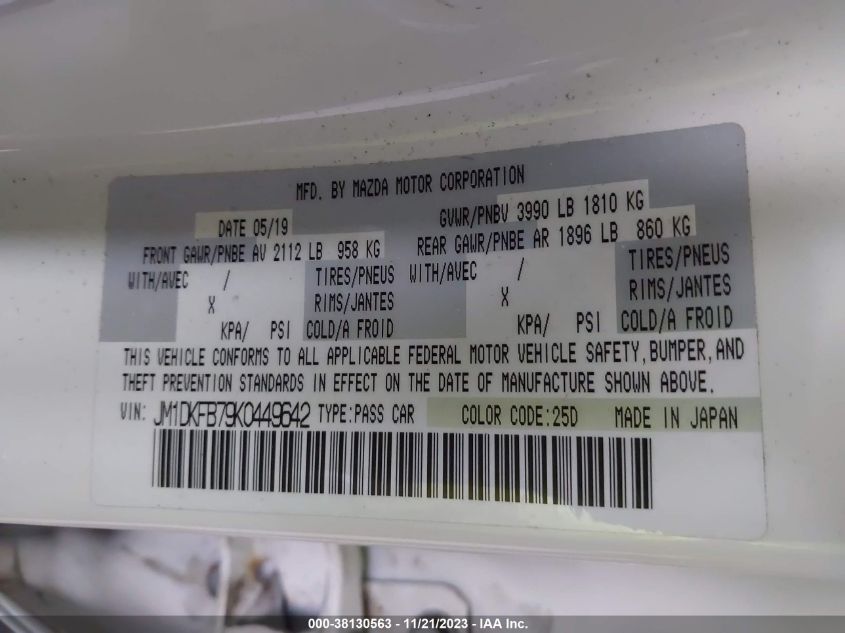 MFD. BY MAZDA MOTOR CORPORATION
DATE 05/19 GVWR/PNBV 3990 LB 1810 KG
FRONT GAWR/PNBE AV 2112 LB 958 KG REAR GAWR/PNBE AR 1896 LB 860 KG
WITH/AVEC / TIRES/PNEUS WITH/AVEC / TIRES/PNEUS
X RIMS/JANTES X RIMS/JANTES
KPA/ PSI COLD/A FROID KPA/ PSI COLD/A FROID
THIS VEHICLE CONFORMS TO ALL APPLICABLE FEDERAL MOTOR VEHICLE SAFETY, BUMPER, AND
THEFT PREVENTION STANDARDS IN EFFECT ON THE DATE OF MANUFACTURE SHOWN ABOVE.
VIN: JM1DKFB79K0449642 TYPE:PASS CAR COLOR CODE:25D MADE IN JAPAN
000-38130563 - 11/21/2023 - IAA Inc.